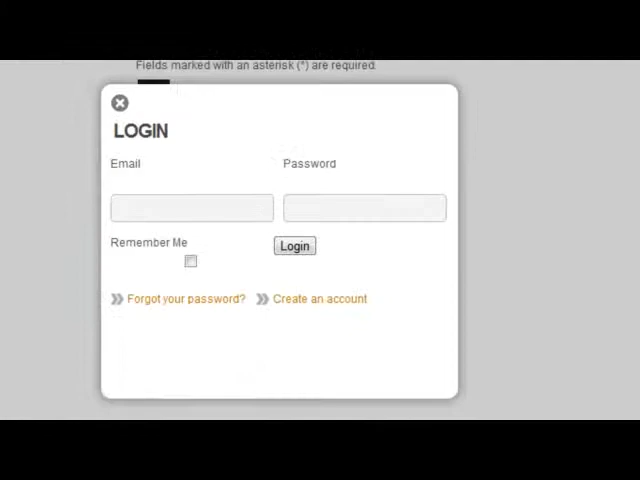 Fields marked with an asterisk (*) are required.
LOGIN
Email Password
Remember Me Login
Forgot your password? Create an account